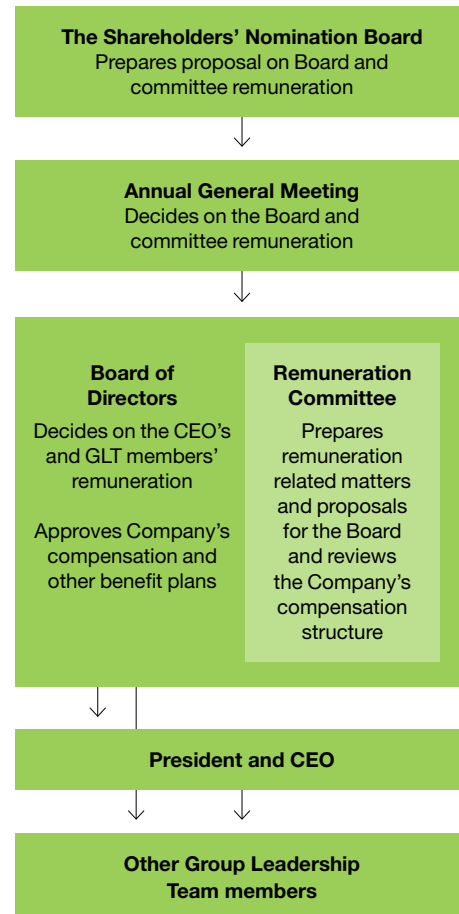 The Shareholders’ Nomination Board
Prepares proposal on Board and
committee remuneration
Annual General Meeting
Decides on the Board and
committee remuneration
Board of
Directors
Decides on the CEO’s
and GLT members’
remuneration
Approves Company’s
compensation and
other benefit plans
Remuneration
Committee
Prepares
remuneration
related matters
and proposals
for the Board
and reviews
the Company’s
compensation
structure
President and CEO
Other Group Leadership
Team members